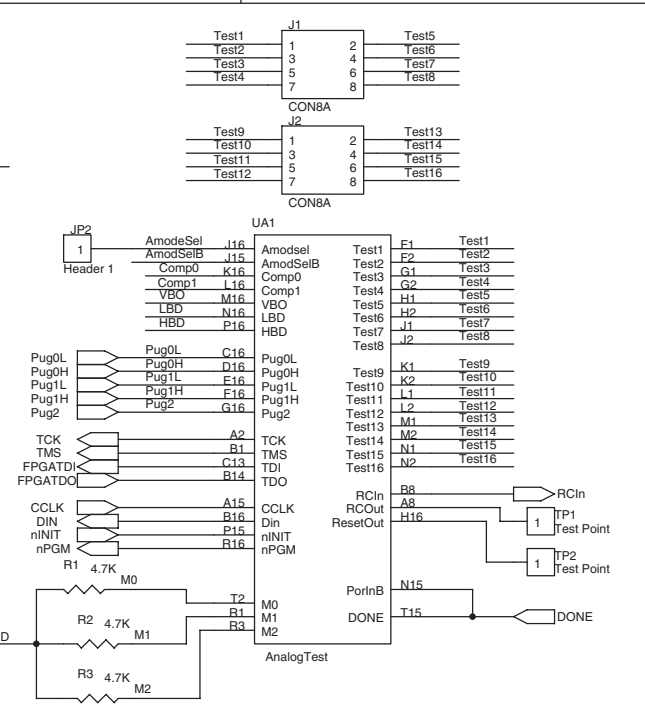 J1
Test1 1 2 Test5
Test2 3 4 Test6
Test3 5 6 Test7
Test4 7 8 Test8
CON8A
J2
Test9 1 2 Test13
Test10 3 4 Test14
Test11 5 6 Test15
Test12 7 8 Test16
CON8A
UA1
JP2
1
Header 1
AmodeSel J16 Amodsel
AmodSelB J15 AmodSelB
Comp0 K16 Comp0
Comp1 L16 Comp1
VBO M16 VBO
LBD N16 LBD
HBD P16 HBD
Test1 F1 Test1
Test2 F2 Test2
Test3 G1 Test3
Test4 G2 Test4
Test5 H1 Test5
Test6 H2 Test6
Test7 J1 Test7
Test8 J2 Test8
Pug0L Pug0L C16 Pug0L
Pug0H Pug0H D16 Pug0H
Pug1L Pug1L E16 Pug1L
Pug1H Pug1H F16 Pug1H
Pug2 Pug2 G16 Pug2
Test9 K1 Test9
Test10 K2 Test10
Test11 L1 Test11
Test12 L2 Test12
Test13 M1 Test13
Test14 M2 Test14
Test15 N1 Test15
Test16 N2 Test16
TCK A2 TCK
TMS B1 TMS
FPGATDI C13 TDI
FPGATDO B14 TDO
CCLK A15 CCLK
DIN B16 Din
nINIT P15 nINIT
nPGM R16 nPGM
RCIn B8 RCIn
RCOut A8
ResetOut H16
TP1
1 Test Point
TP2
1 Test Point
R1 4.7K M0 T2 M0
R2 4.7K M1 R1 M1
R3 4.7K M2 R3 M2
D
PorInB N15
DONE T15 DONE
AnalogTest